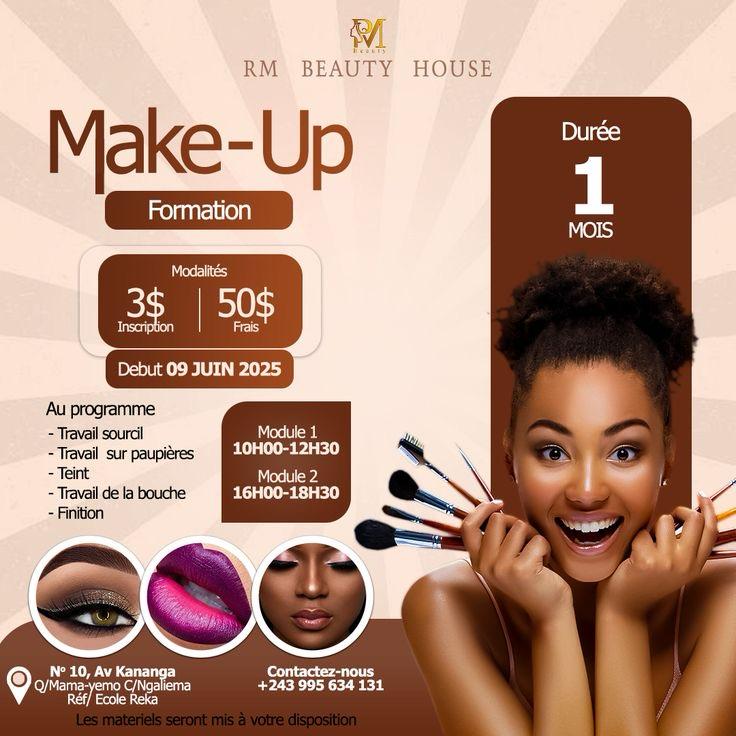 RM
Beauty
RM BEAUTY HOUSE
Make-Up
Formation
Modalités
3$
Inscription
50$
Frais
Debut 09 JUIN 2025
Durée
1
MOIS
Au programme
- Travail sourcil
- Travail sur paupières
- Teint
- Travail de la bouche
- Finition
Module 1
10H00-12H30
Module 2
16H00-18H30
Nº 10, Av Kananga
Q/Mama-yemo C/Ngaliema
Réf/ Ecole Reka
Contactez-nous
+243 995 634 131
Les materiels seront mis à votre disposition